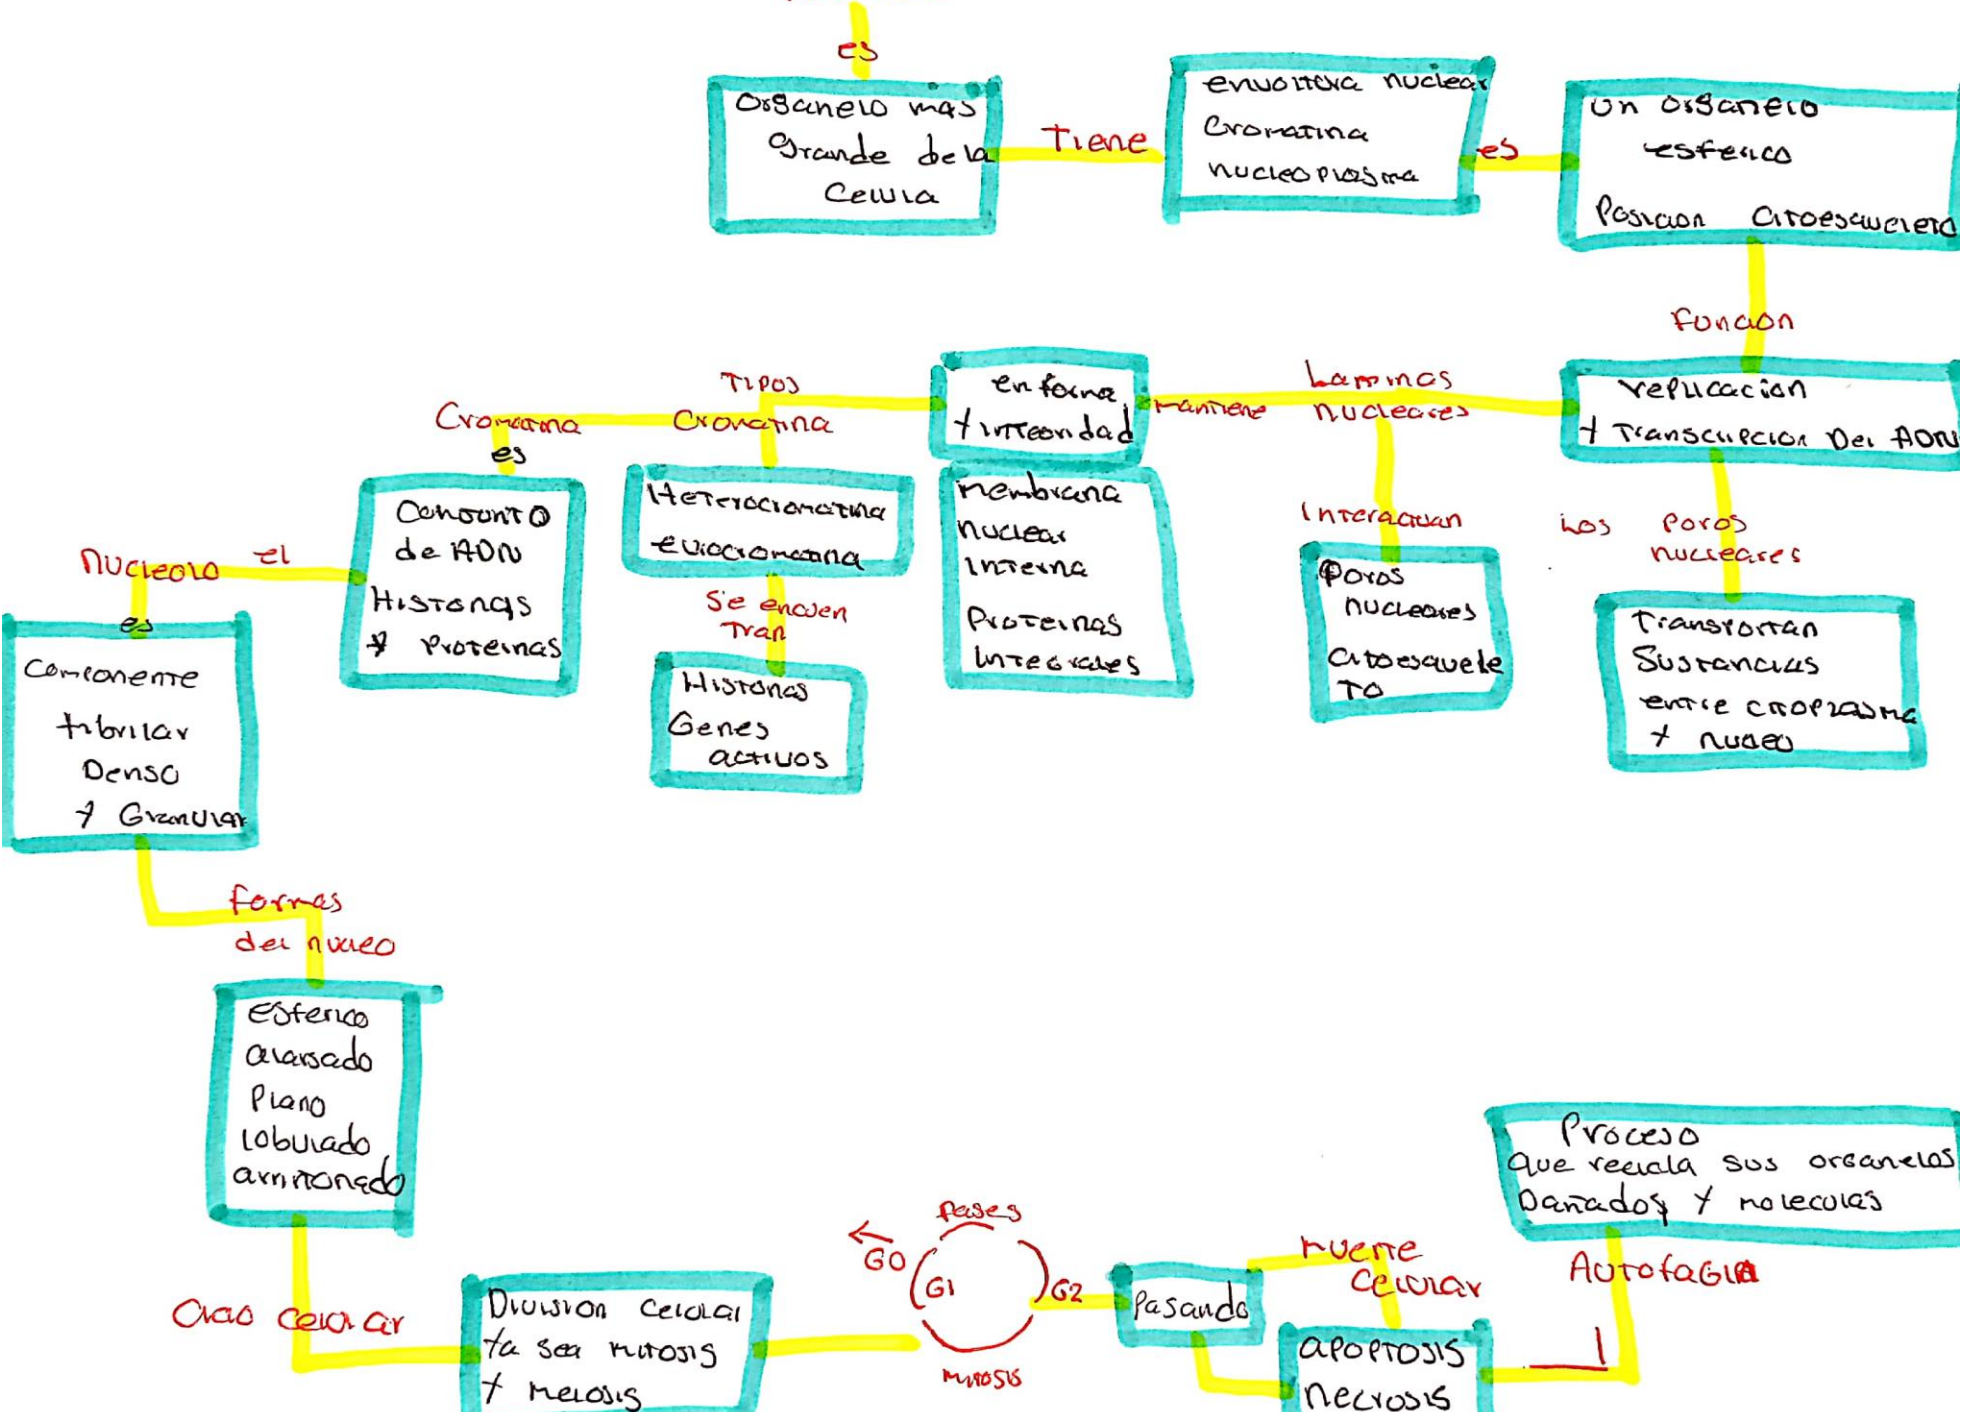 es
Organelo mas
grande de la
Celula
Tiene
envoltura nuclear
Cromatina
nucleoplasma
es
un organelo
esferico
Posicion citoesqueleto
Funcion
replicacion
y Transcripcion Del ADN
Laminas
nucleares
mantiene
en forma
y integridad
membrana
nuclear
Interna
Proteinas
Integrales
Interactuan
Poros
nucleares
citoesquele
TO
Los poros
nucleares
Transportan
Sustancias
entre citoplasma
y nucleo
Tipos
Cromatina
Heterocromatina
eurocromatina
Se encuen
tran
Histonas
Genes
activos
Cromatina
es
Conjunto
de ADN
Histonas
y Proteinas
el
Nucleolo
es
Componente
fibrilar
Denso
y Granular
formas
del nucleo
Esferico
alargado
Plano
lobulado
arriñonado
Ciclo celular
Division celular
ya sea mitosis
y meiosis
fases
G0
G1
G2
mitosis
Pasando
muerte
celular
apoptosis
necrosis
Autofagia
Proceso
que recicla sus organelos
Dañados y moleculas